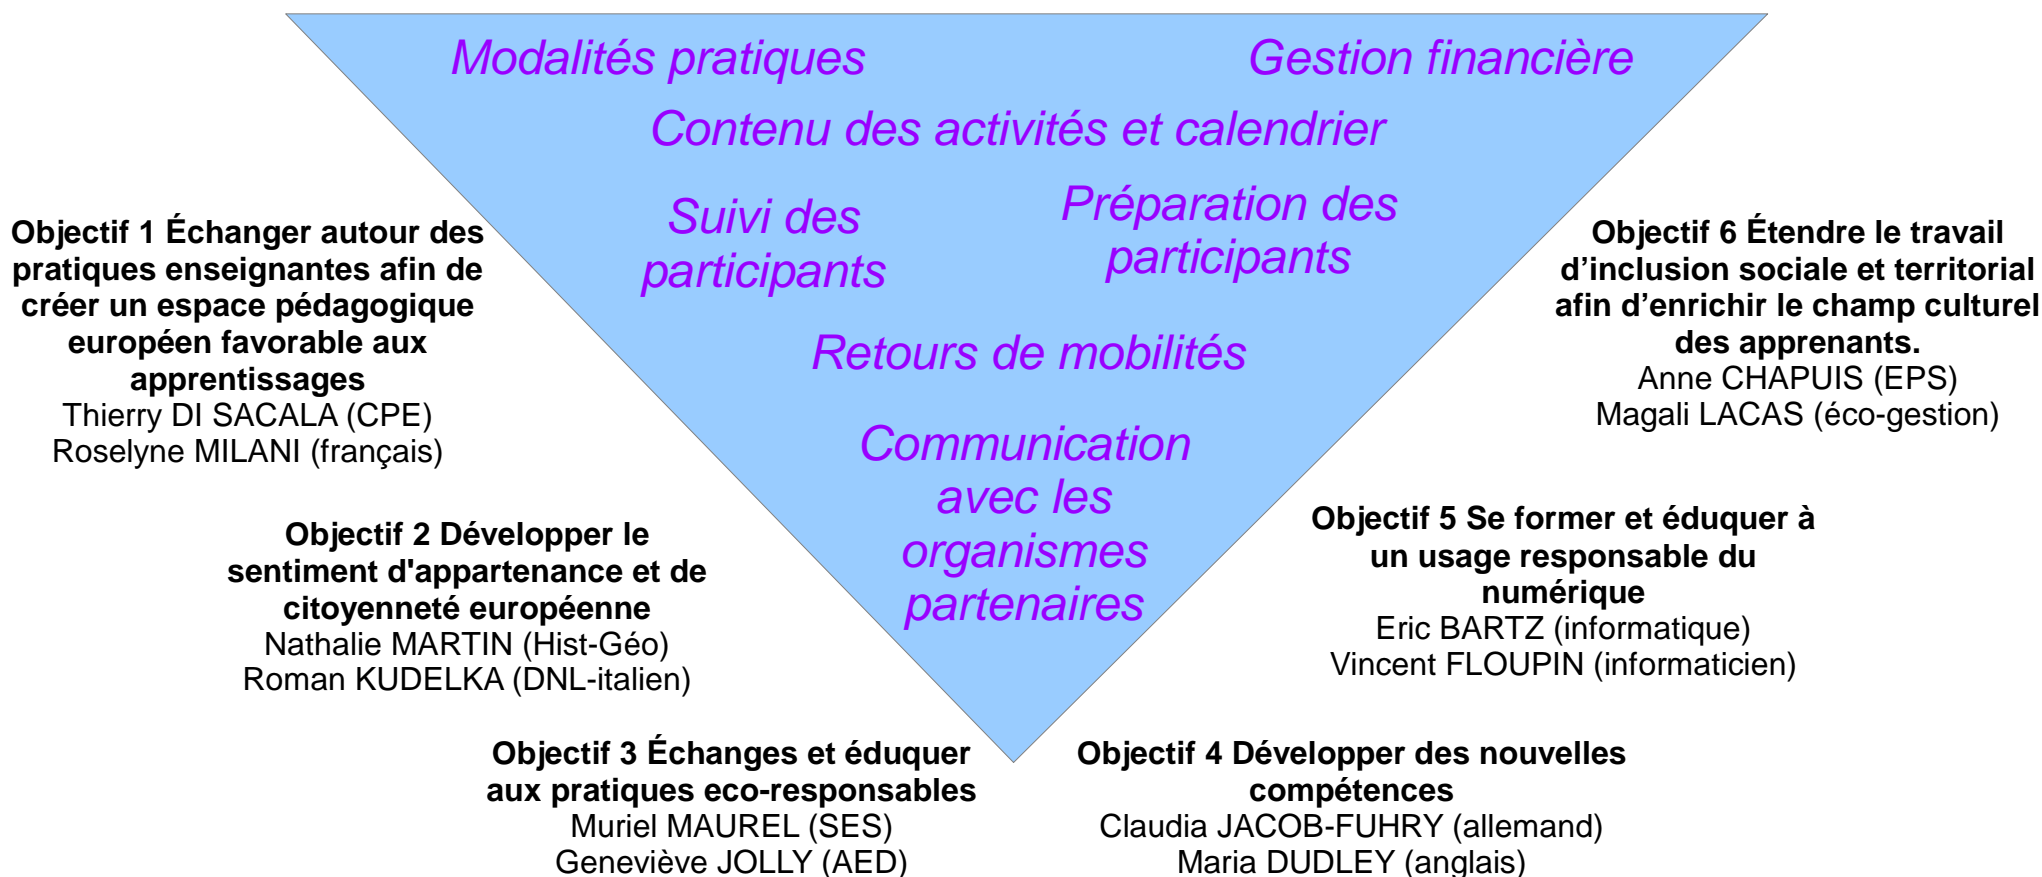 Modalités pratiques
Gestion financière
Contenu des activités et calendrier
Suivi des
participants
Préparation des
participants
Retours de mobilités
Communication
avec les
organismes
partenaires
Objectif 1 Échanger autour des
pratiques enseignantes afin de
créer un espace pédagogique
européen favorable aux
apprentissages
Thierry DI SACALA (CPE)
Roselyne MILANI (français)
Objectif 2 Développer le
sentiment d'appartenance et de
citoyenneté européenne
Nathalie MARTIN (Hist-Géo)
Roman KUDELKA (DNL-italien)
Objectif 3 Échanges et éduquer
aux pratiques eco-responsables
Muriel MAUREL (SES)
Geneviève JOLLY (AED)
Objectif 4 Développer des nouvelles
compétences
Claudia JACOB-FUHRY (allemand)
Maria DUDLEY (anglais)
Objectif 5 Se former et éduquer à
un usage responsable du
numérique
Eric BARTZ (informatique)
Vincent FLOUPIN (informaticien)
Objectif 6 Étendre le travail
d’inclusion sociale et territorial
afin d’enrichir le champ culturel
des apprenants.
Anne CHAPUIS (EPS)
Magali LACAS (éco-gestion)